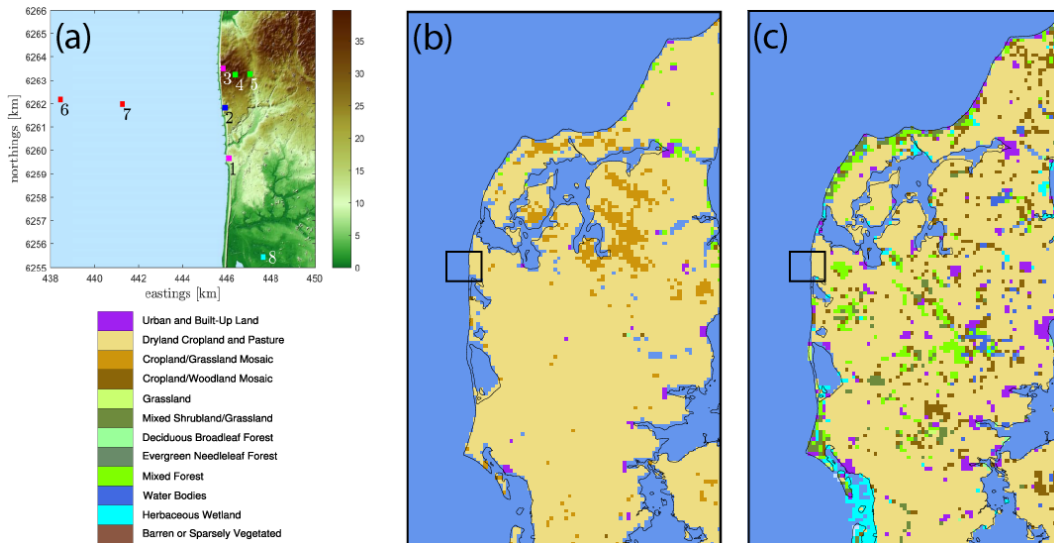 (a)
6266
6265
6264
6263
6262
6261
6260
6259
6258
6257
6256
6255
northings [km]
438
440
442
444
446
448
450
eastings [km]
35
30
25
20
15
10
5
0
3
4
5
6
7
2
1
8
Urban and Built-Up Land
Dryland Cropland and Pasture
Cropland/Grassland Mosaic
Cropland/Woodland Mosaic
Grassland
Mixed Shrubland/Grassland
Deciduous Broadleaf Forest
Evergreen Needleleaf Forest
Mixed Forest
Water Bodies
Herbaceous Wetland
Barren or Sparsely Vegetated
(b)
(c)